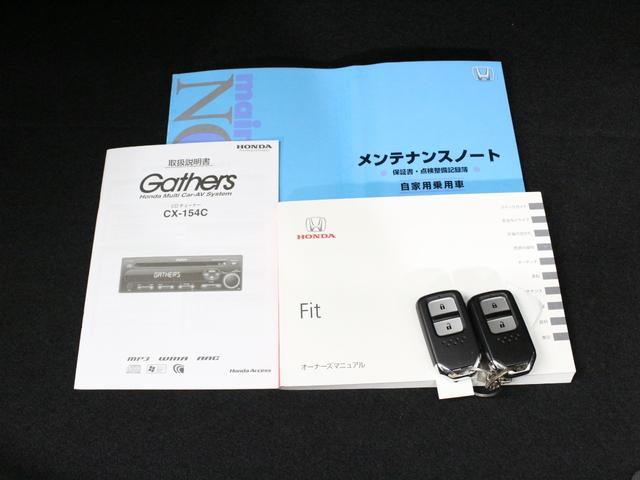 main
NO
メンテナンスノート
保証書・点検整備記録簿
自家用乗用車
HONDA
取扱説明書
Gathers
Honda Multi Car-AV System
CDチューナー
CX-154C
GATHERS
MP3 WMA AAC
Honda Access
HONDA
Fit
オーナーズマニュアル